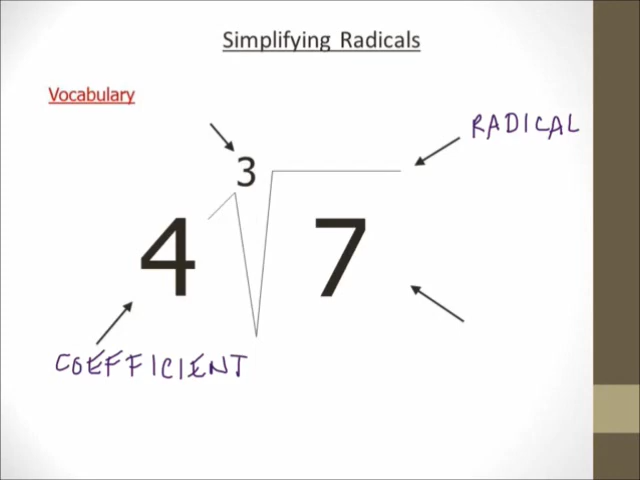 Simplifying Radicals
Vocabulary
RADICAL
3
4 √ 7
COEFFICIENT